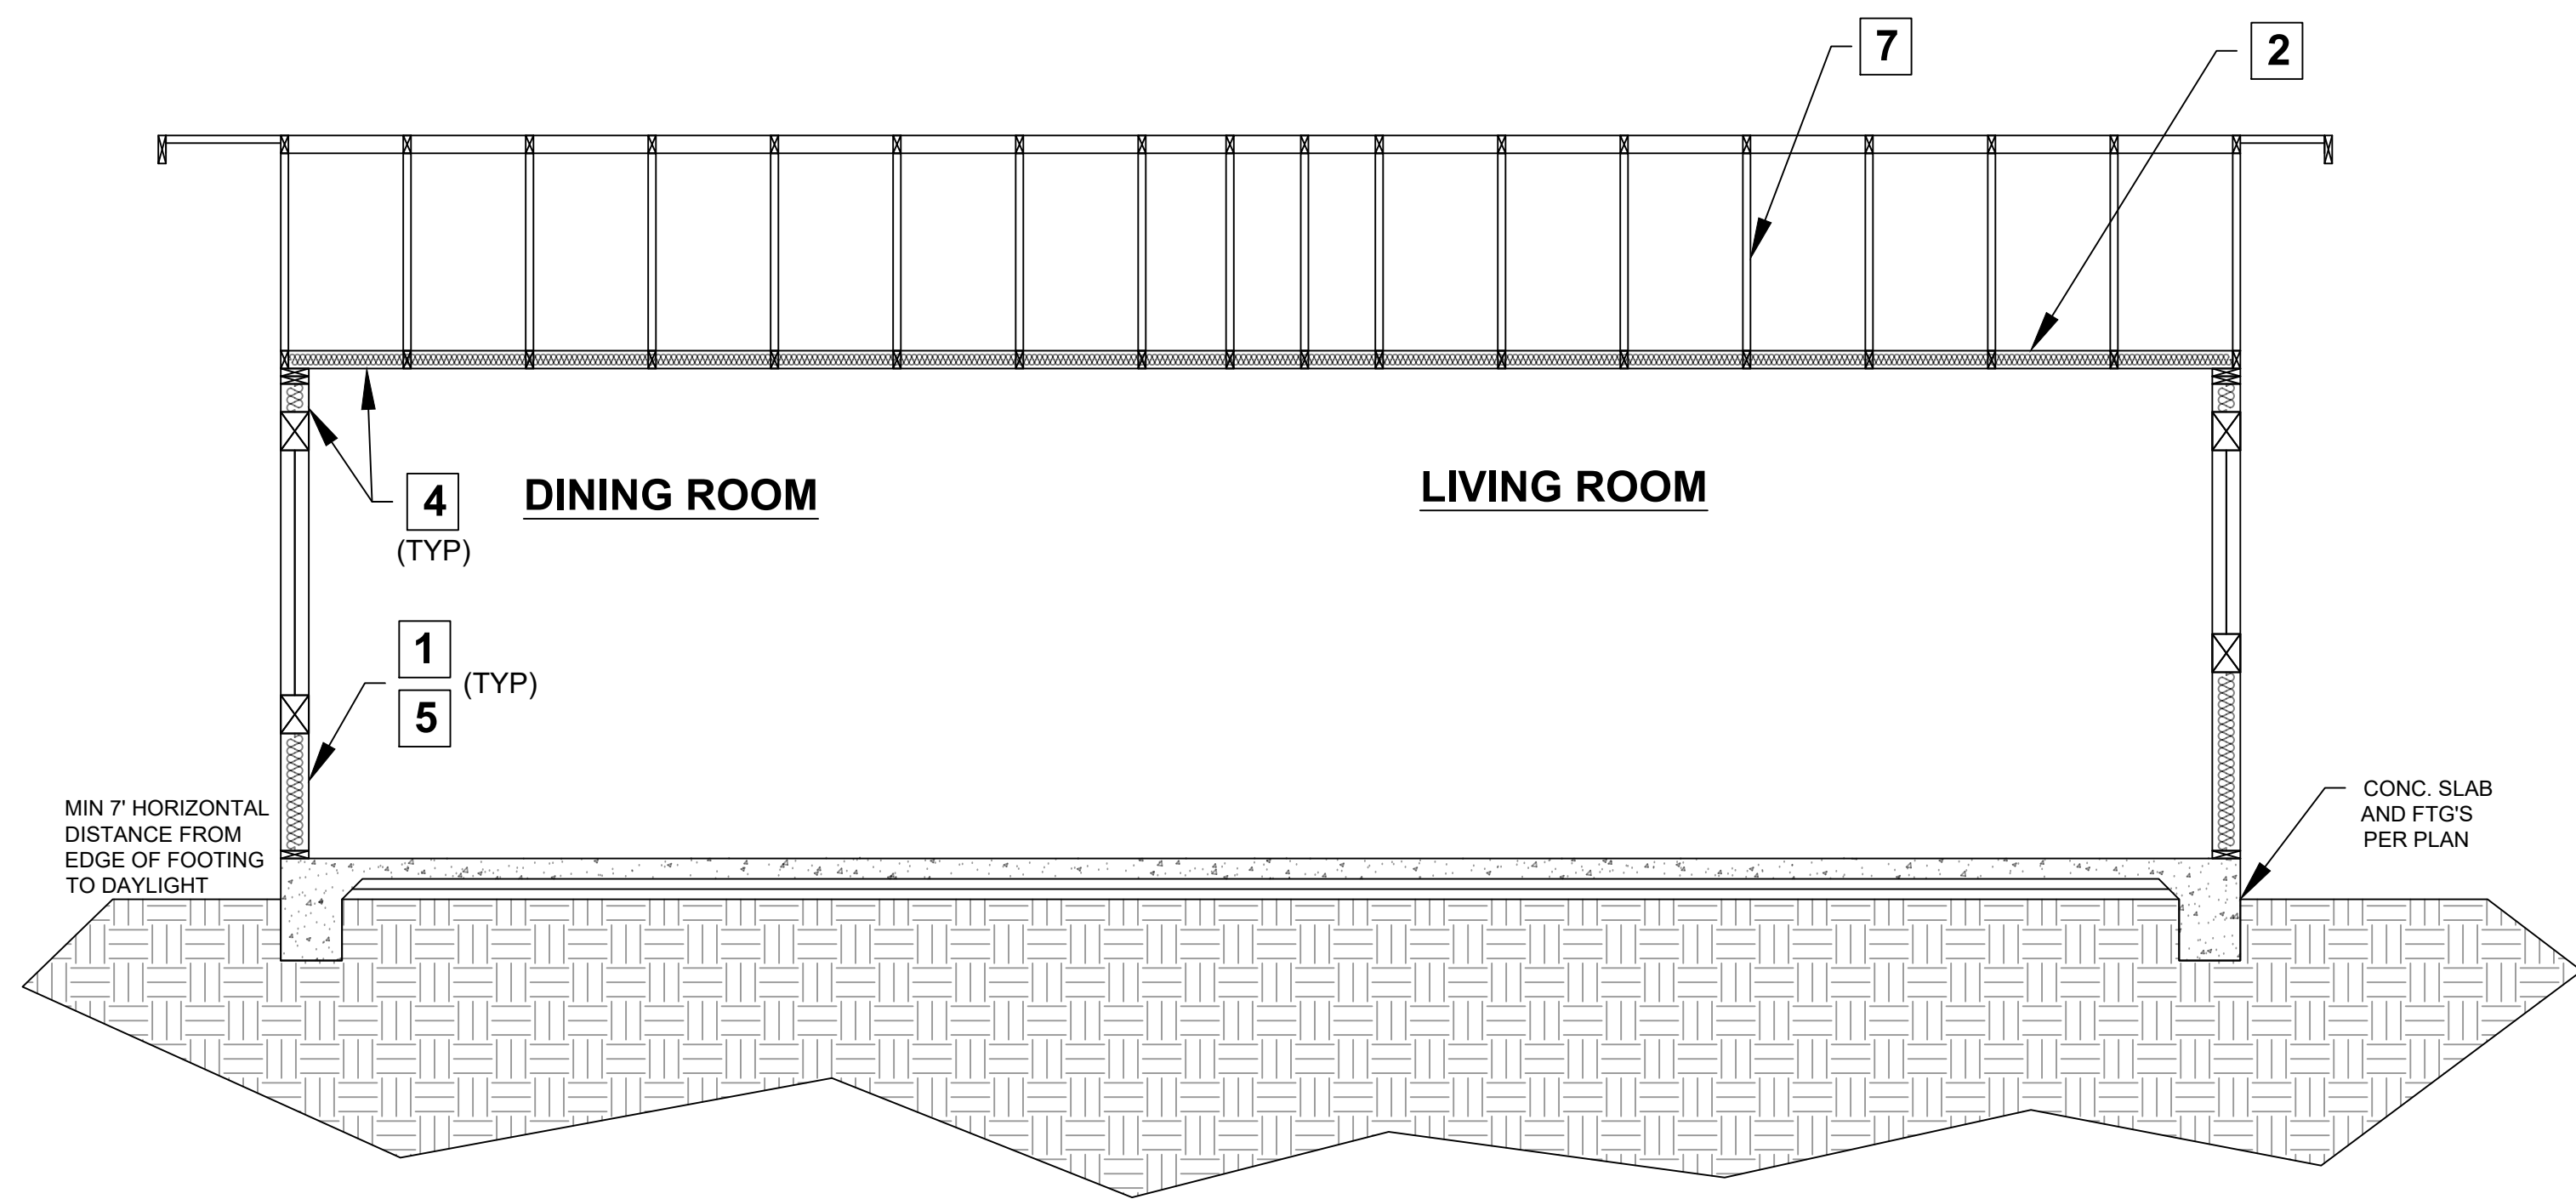 7
2
4
(TYP)
DINING ROOM
LIVING ROOM
1
(TYP)
5
MIN 7' HORIZONTAL
DISTANCE FROM
EDGE OF FOOTING
TO DAYLIGHT
CONC. SLAB
AND FTG'S
PER PLAN